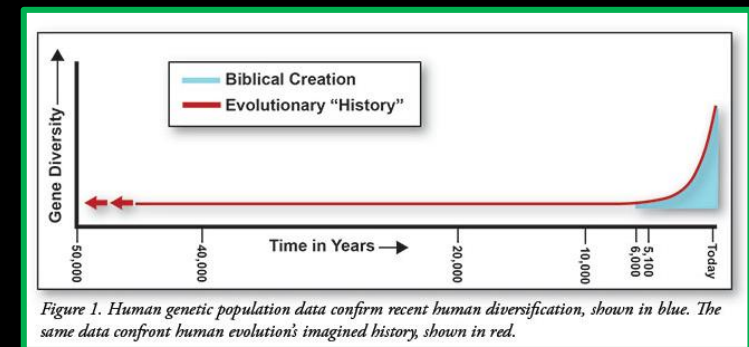 Biblical Creation
Evolutionary “History”
Gene Diversity
Time in Years
50,000
40,000
20,000
10,000
6,000
5,100
Today
Figure 1. Human genetic population data confirm recent human diversification, shown in blue. The
same data confront human evolution's imagined history, shown in red.